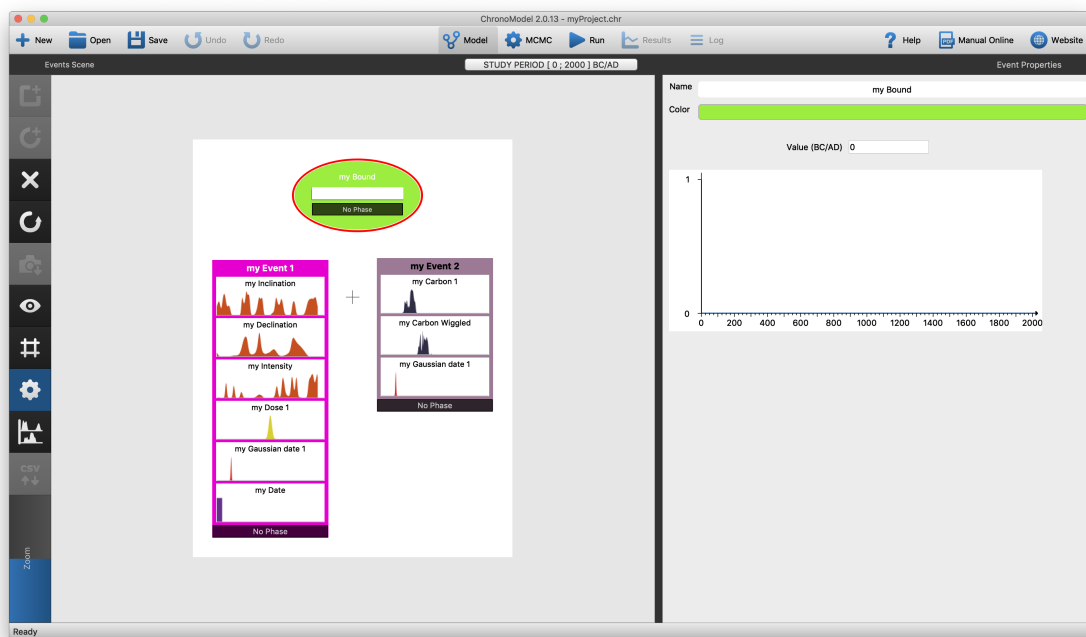 ChronoModel 2.0.13 - myProject.chr
New Open Save Undo Redo Model MCMC Run Results Log Help Manual Online Website
Events Scene STUDY PERIOD [ 0 ; 2000 ] BC/AD Event Properties
Name my Bound
Color
Value (BC/AD) 0
1
0
0 200 400 600 800 1000 1200 1400 1600 1800 2000
my Bound
No Phase
my Event 1
my Inclination
my Declination
my Intensity
my Dose 1
my Gaussian date 1
my Date
No Phase
my Event 2
my Carbon 1
my Carbon Wiggled
my Gaussian date 1
No Phase
CSV
Zoom
Ready